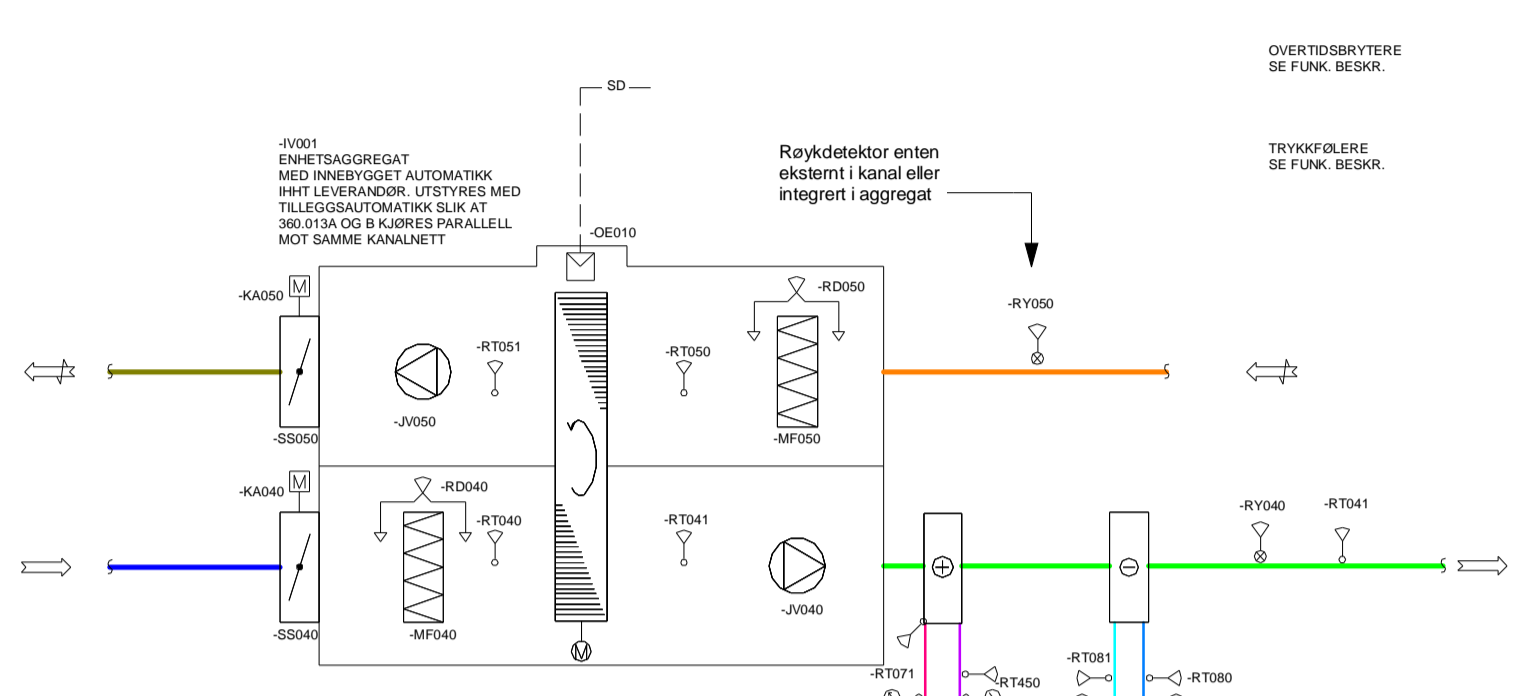 OVERTIDSBRYTERE
SE FUNK. BESKR.
SD
-IV001
ENHETSAGGREGAT
MED INNEBYGGET AUTOMATIKK
IHHT LEVERANDØR. UTSTYRES MED
TILLEGGSAUTOMATIKK SLIK AT
360.013A OG B KJØRES PARALLELL
MOT SAMME KANALNETT
Røykdetektor enten
eksternt i kanal eller
integrert i aggregat
TRYKKFØLERE
SE FUNK. BESKR.
-OE010
M
-KA050
-RD050
-RY050
-RT051
-RT050
-JV050
-SS050
-MF050
M
-KA040
-RD040
-RT040
-RT041
-RY040
-RT041
-JV040
-SS040
-MF040
M
-RT071
-RT450
-RT081
-RT080